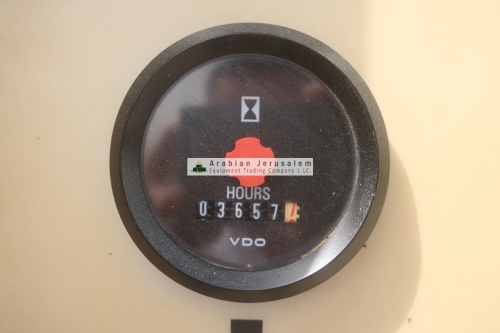 Arabian Jerusalem
Equipment Trading Company L.L.C.
HOURS
03657
VDO